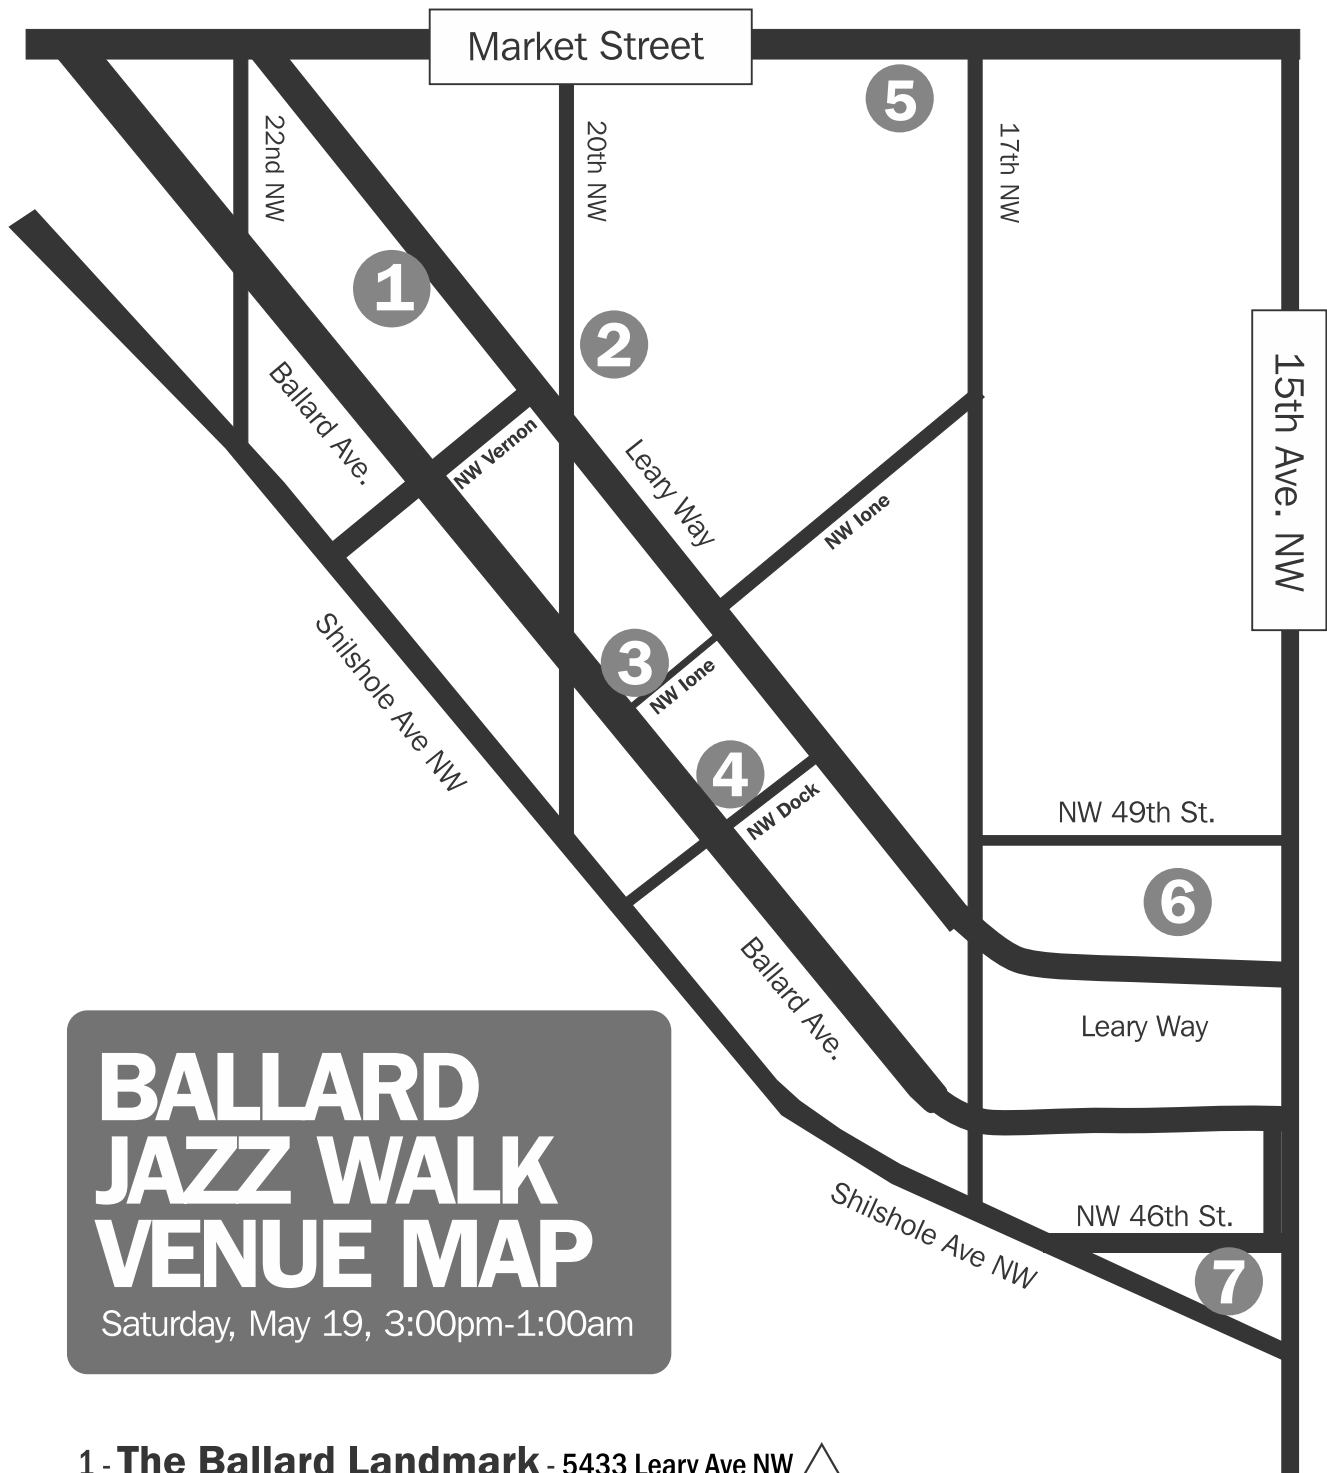 Market Street
5
22nd NW
20th NW
17th NW
1
2
15th Ave. NW
Ballard Ave.
NW Vernon
Leary Way
NW Ione
Shilshole Ave NW
3
NW Ione
4
NW Dock
NW 49th St.
6
Ballard Ave.
Leary Way
BALLARD
JAZZ WALK
VENUE MAP
Saturday, May 19, 3:00pm-1:00am
Shilshole Ave NW
NW 46th St.
7
1 - The Ballard Landmark - 5433 Leary Ave NW